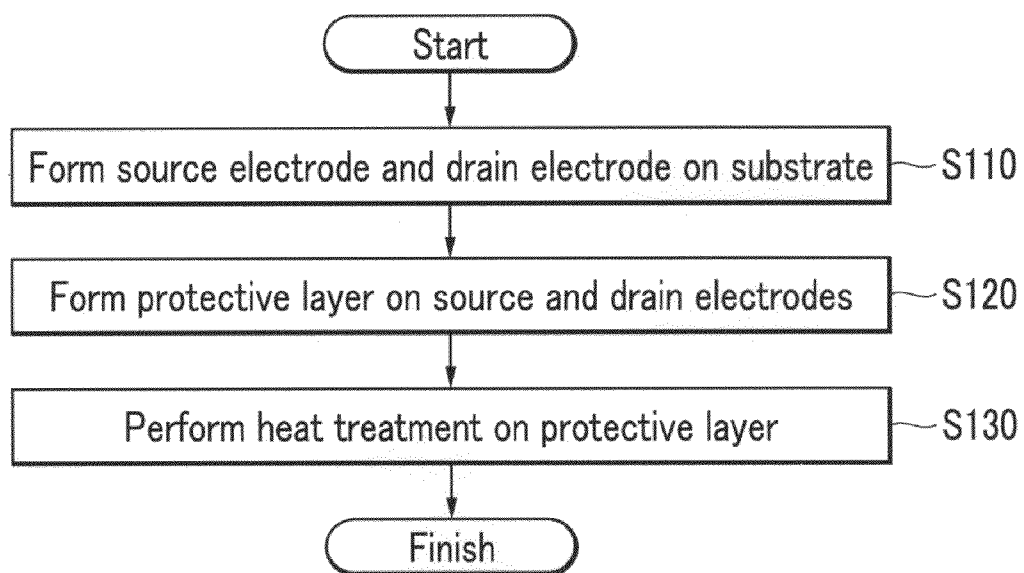 Start
Form source electrode and drain electrode on substrate S110
Form protective layer on source and drain electrodes S120
Perform heat treatment on protective layer S130
Finish